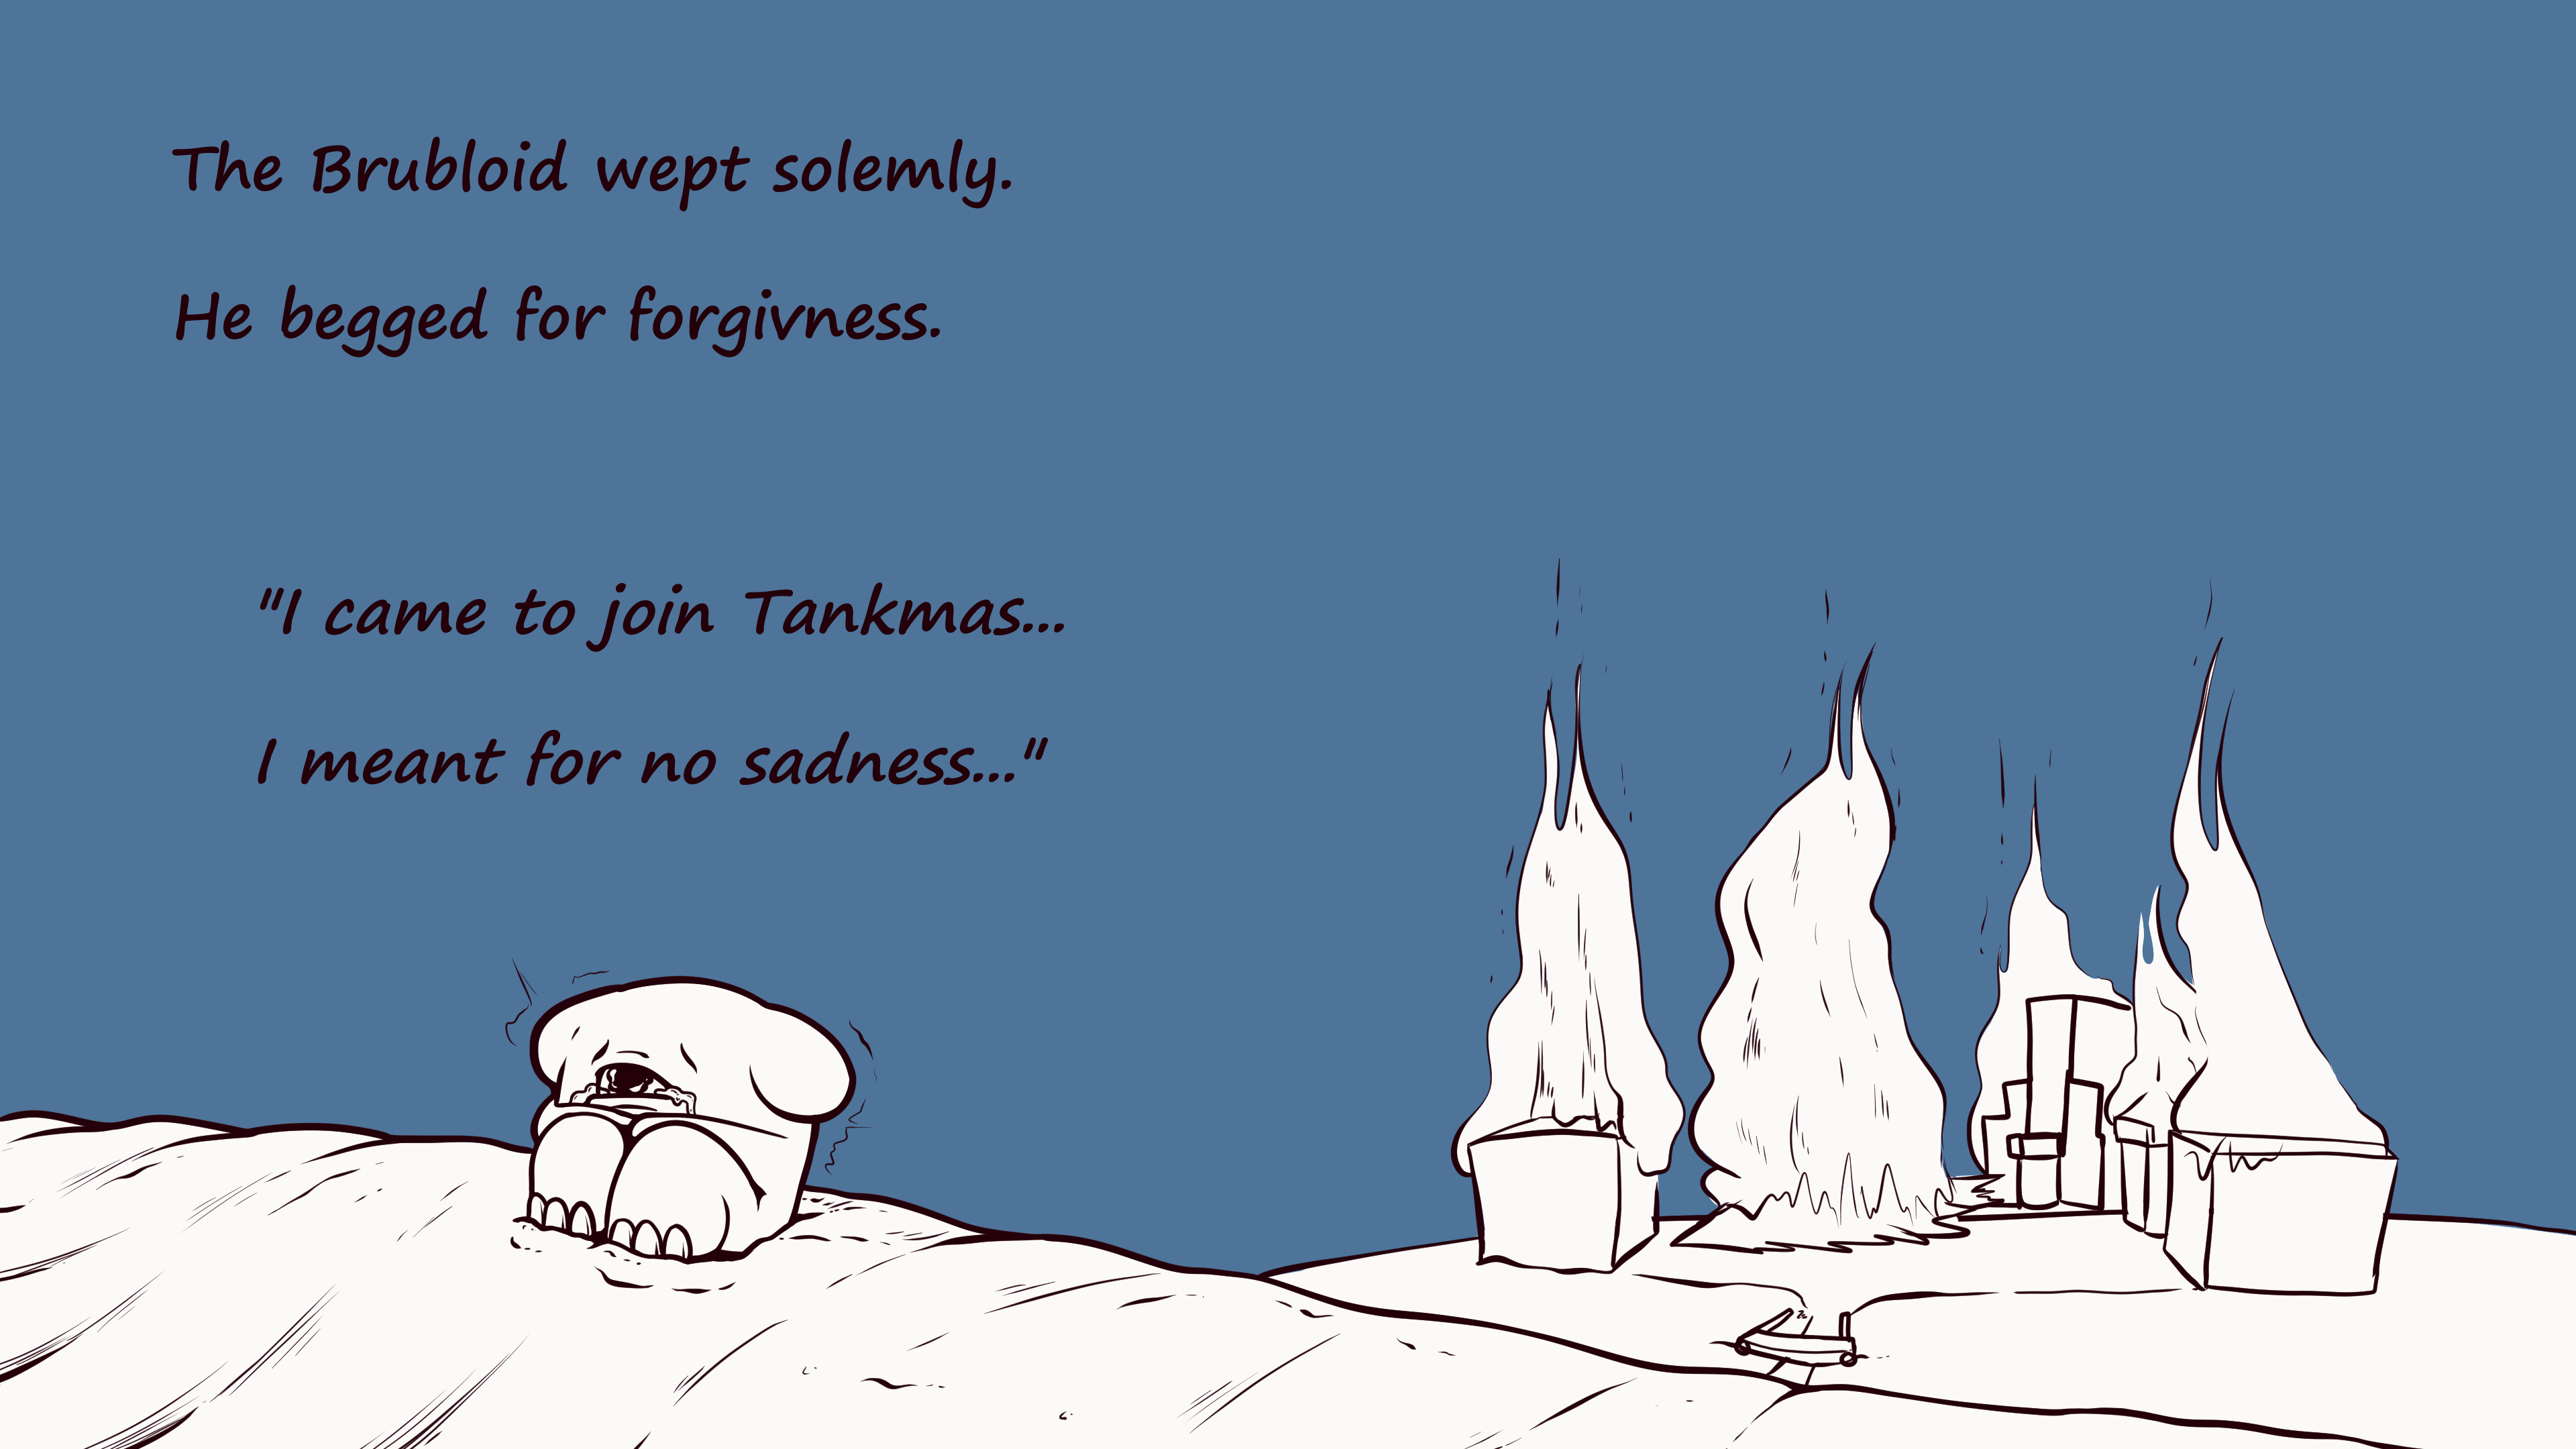 The Brubloid wept solemly.
He begged for forgivness.
"I came to join Tankmas...
I meant for no sadness..."